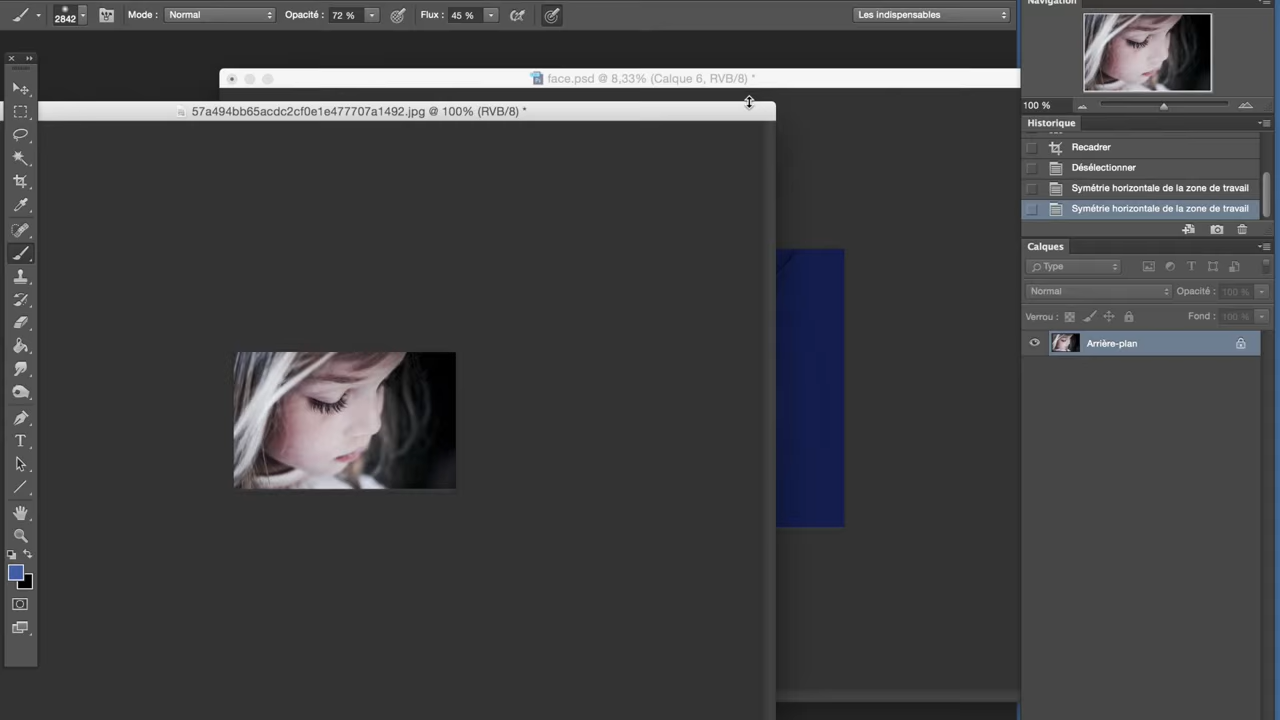 2842
Mode :
Normal
Opacité :
72 %
Flux :
45 %
Les indispensables
Navigation
face.psd @ 8,33% (Calque 6, RVB/8) *
57a494bb65acdc2cf0e1e477707a1492.jpg @ 100% (RVB/8) *
100 %
Historique
Recadrer
Désélectionner
Symétrie horizontale de la zone de travail
Symétrie horizontale de la zone de travail
Calques
Type
Normal
Opacité :
100 %
Verrou :
Fond :
100 %
Arrière-plan